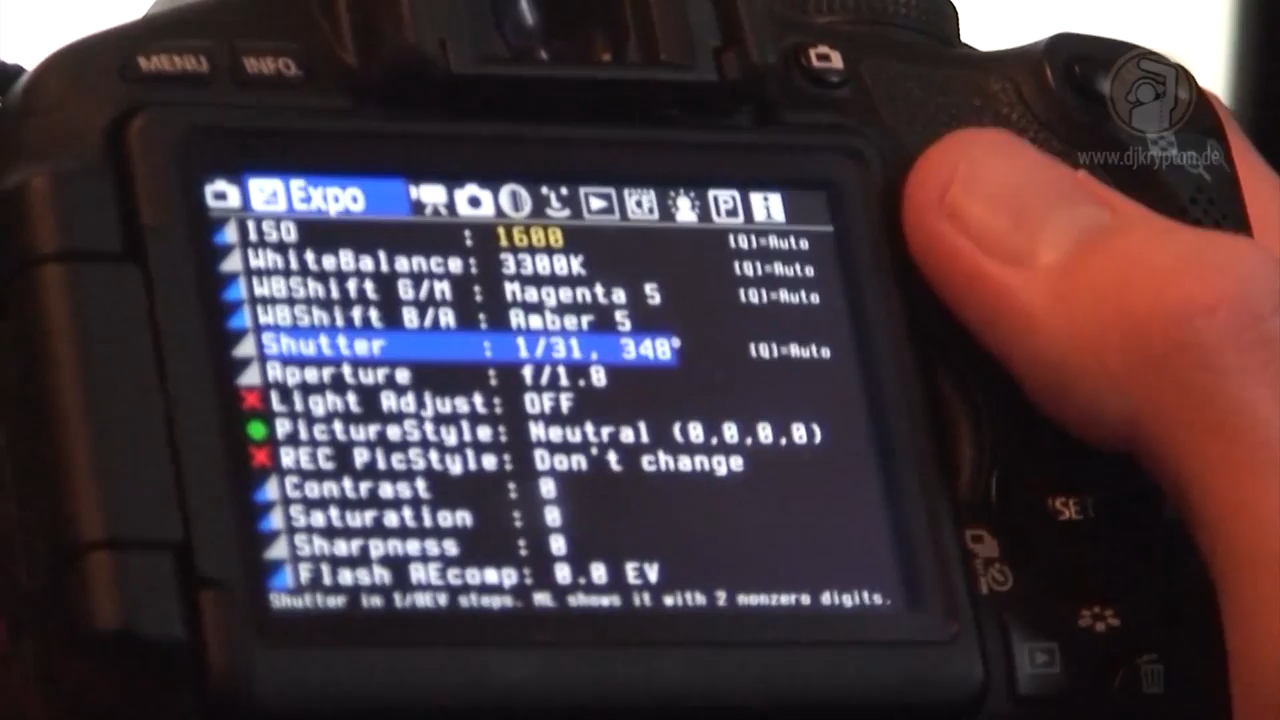 MENU INFO.
www.djkrypton.de
Expo
CF P i
ISO : 1600 [Q]=Auto
WhiteBalance: 3300K [Q]=Auto
WBShift G/M : Magenta 5 [Q]=Auto
WBShift B/A : Amber 5
Shutter : 1/31, 348° [Q]=Auto
Aperture : f/1.8
Light Adjust: OFF
PictureStyle: Neutral (0,0,0,0)
REC PicStyle: Don't change
Contrast : 0
Saturation : 0
Sharpness : 0
Flash AEcomp: 0.0 EV
Shutter in 1/8EV steps. ML shows it with 2 nonzero digits.
SET